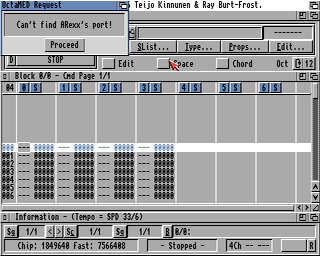 OctaMED Request
Teijo Kinnunen & Ray Burt-Frost.
Can't find ARexx's port!
Proceed
SList... Type... Props... Edit...
D STOP Edit Space Chord Oct 12
Block 0/0 - Cmd Page 1/1
04 0 S 1 S 2 S 3 S 4 S 5 S 6 S
000 --- 00000 --- 00000 --- 00000 --- 00000
001 --- 00000 --- 00000 --- 00000 --- 00000
002 --- 00000 --- 00000 --- 00000 --- 00000
003 --- 00000 --- 00000 --- 00000 --- 00000
004 --- 00000 --- 00000 --- 00000 --- 00000
005 --- 00000 --- 00000 --- 00000 --- 00000
006 --- 00000 --- 00000 --- 00000 --- 00000
Information - (Tempo = SPD 33/6)
Sg 1/1 < > Sc 1/1 < > B 0/0:
Chip: 1849640 Fast: 7566408 - Stopped - 4Ch -- --- R